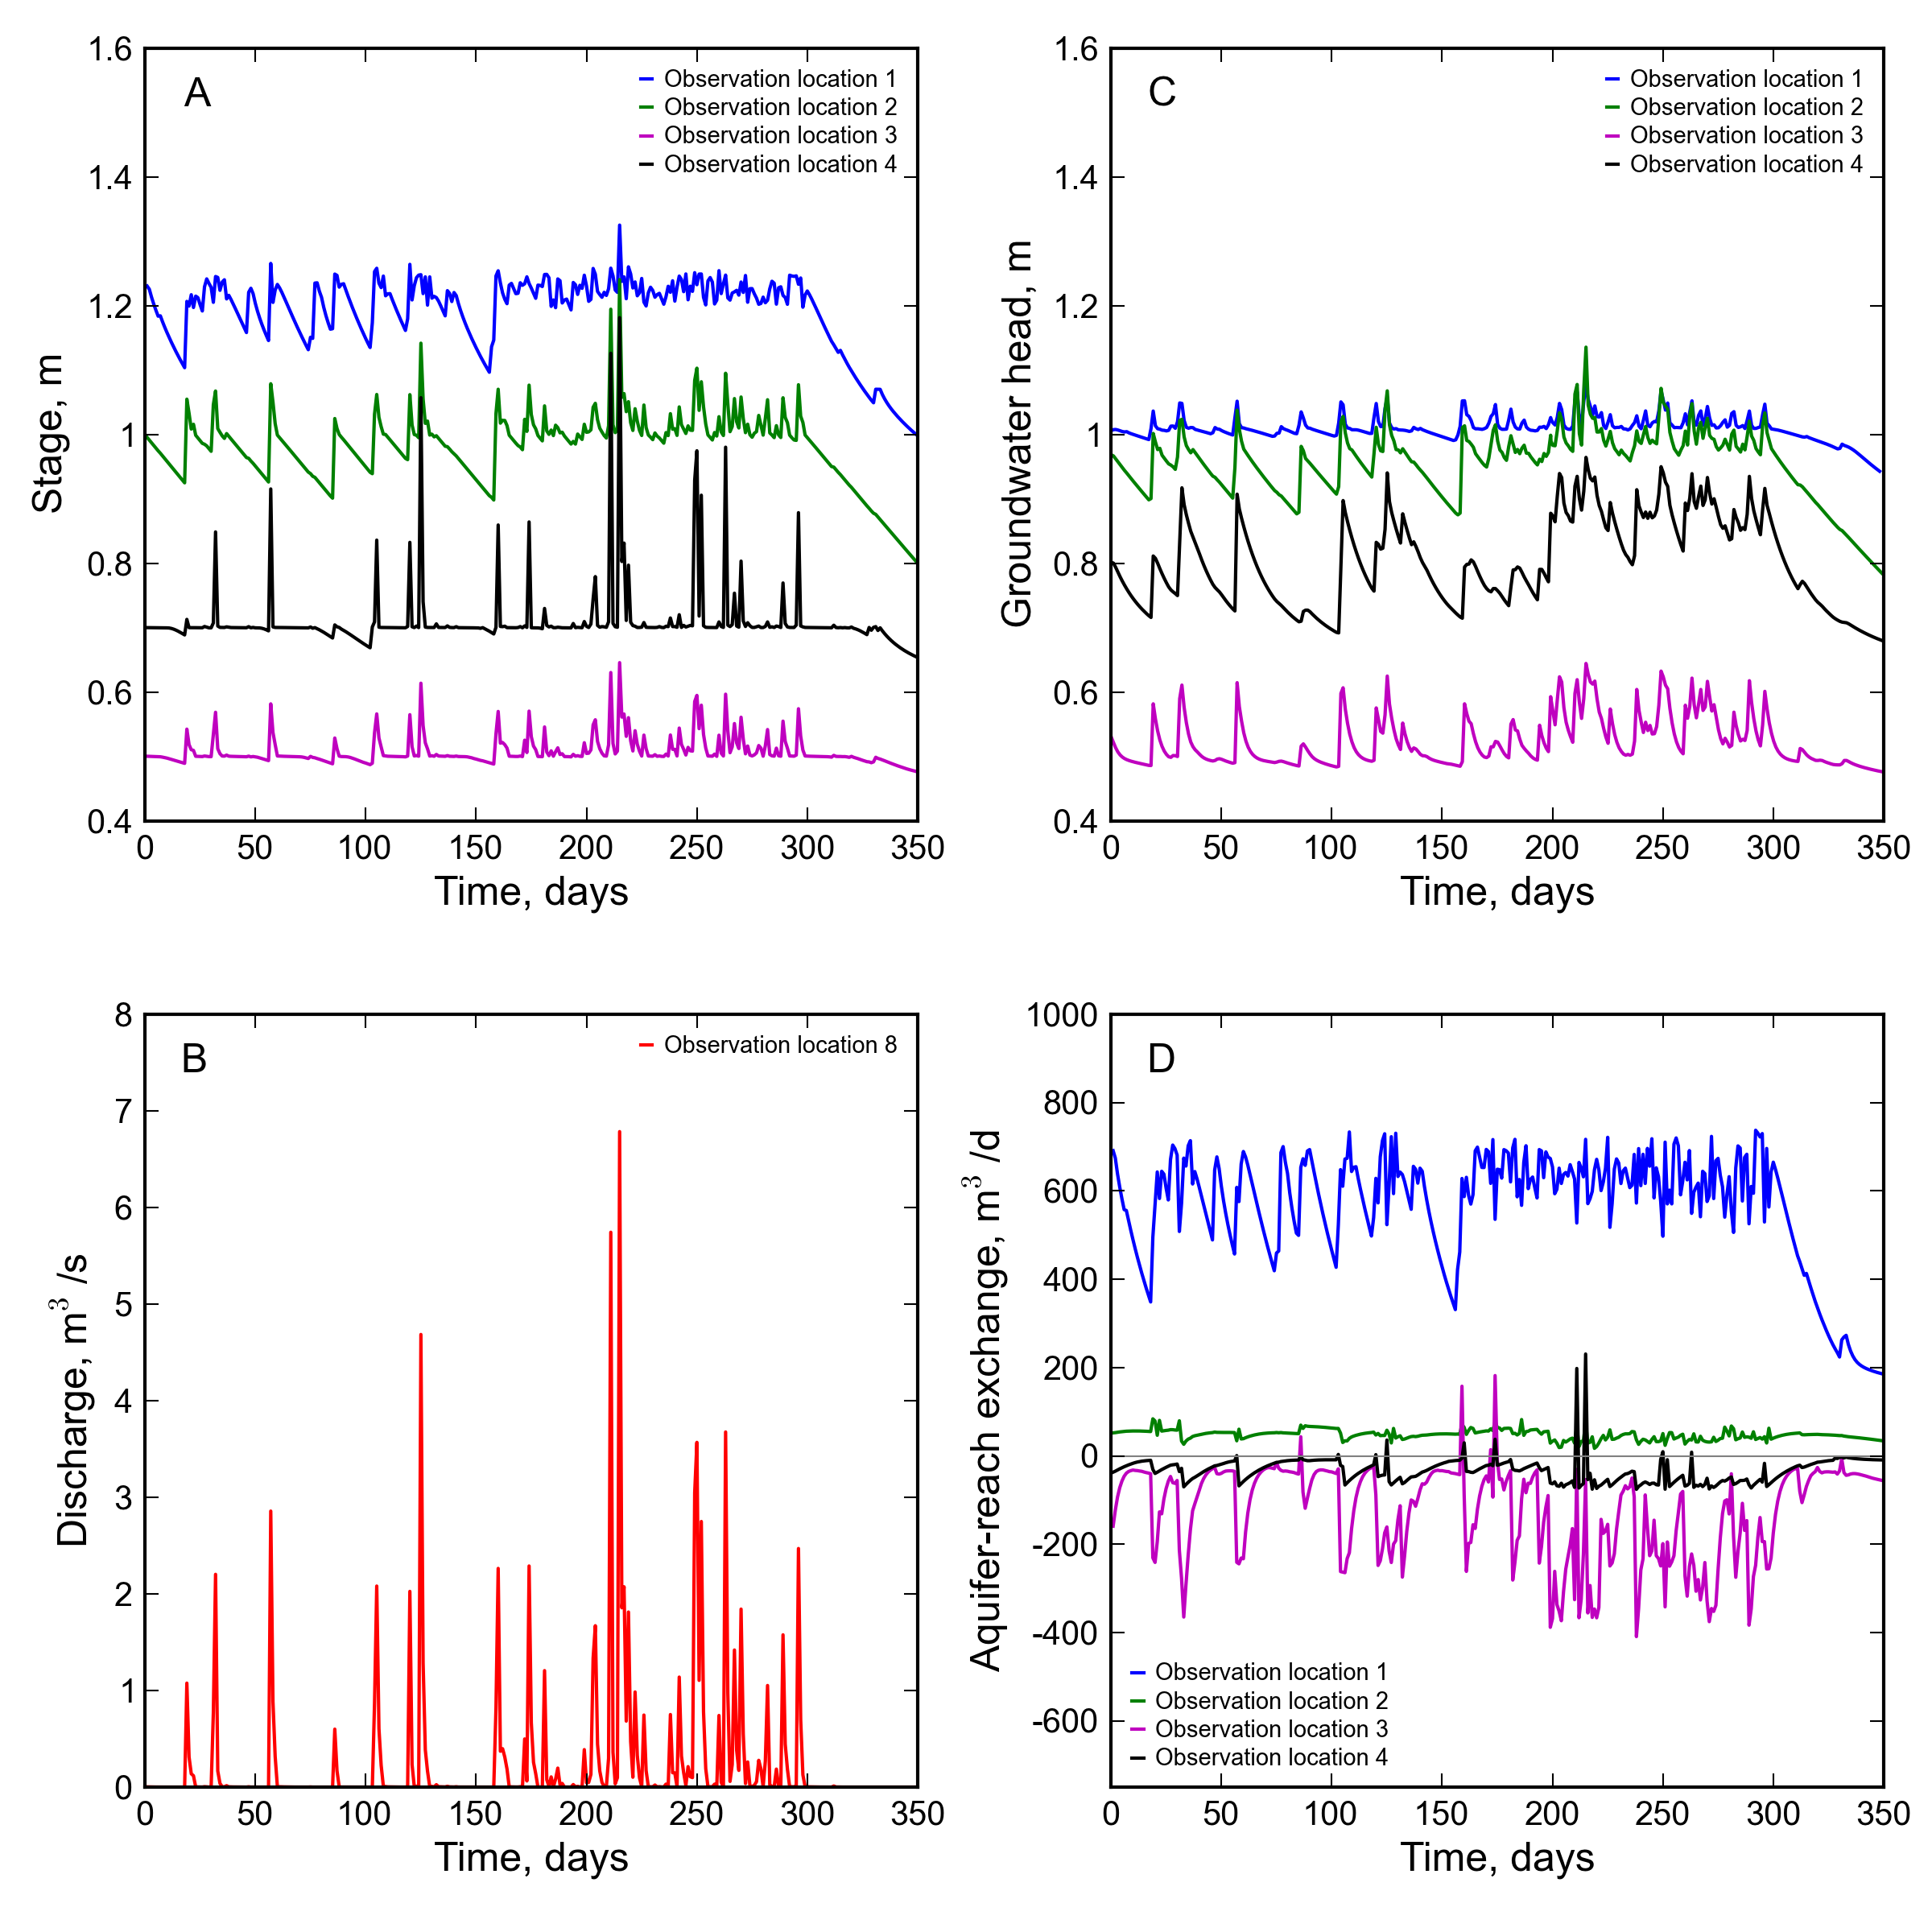 A
Observation location 1
Observation location 2
Observation location 3
Observation location 4
1.6
1.4
1.2
1
0.8
0.6
0.4
Stage, m
0 50 100 150 200 250 300 350
Time, days
C
Observation location 1
Observation location 2
Observation location 3
Observation location 4
1.6
1.4
1.2
1
0.8
0.6
0.4
Groundwater head, m
0 50 100 150 200 250 300 350
Time, days
B
Observation location 8
8
7
6
5
4
3
2
1
0
Discharge, m³ /s
0 50 100 150 200 250 300 350
Time, days
D
1000
800
600
400
200
0
-200
-400
-600
Aquifer-reach exchange, m³ /d
Observation location 1
Observation location 2
Observation location 3
Observation location 4
0 50 100 150 200 250 300 350
Time, days